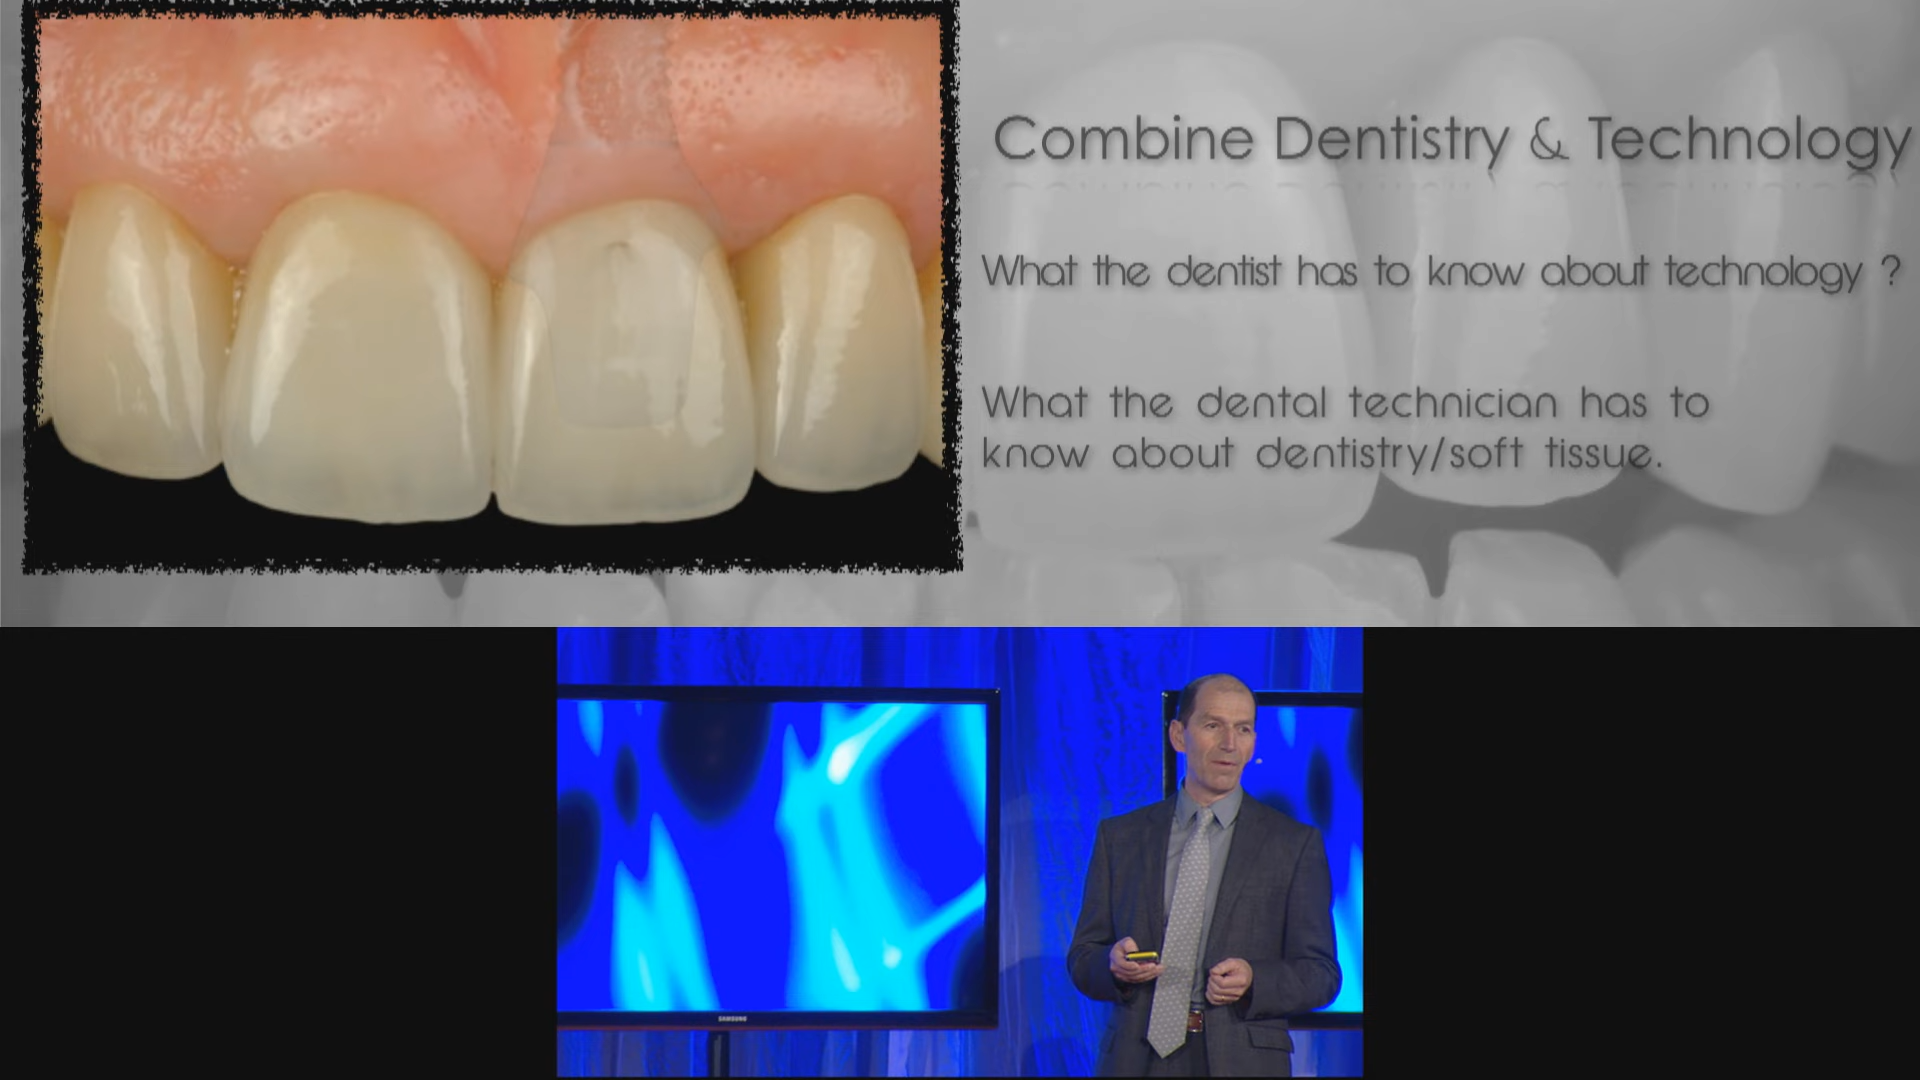 Combine Dentistry & Technology
What the dentist has to know about technology ?
What the dental technician has to
know about dentistry/soft tissue.
SAMSUNG